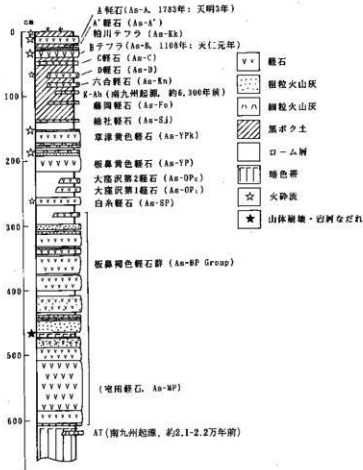 A軽石(As-A, 1783年: 天明3年)
A'軽石(As-A')
粕川テフラ(As-Kk)
Bテフラ(As-B, 1108年: 天仁元年)
C軽石(As-C)
D軽石(As-D)
六合軽石(As-Kn)
K-Ah(南九州起源, 約6,300年前)
藤岡軽石(As-Fo)
総社軽石(As-Sj)
草津黄色軽石(As-YPk)
板鼻黄色軽石(As-YP)
大窪沢第2軽石(As-OP₂)
大窪沢第1軽石(As-OP₁)
白糸軽石(As-SP)
板鼻褐色軽石群(As-BP Group)
(室田軽石, As-MP)
AT(南九州起源, 約2.1-2.2万年前)
cm
0
100
200
300
400
500
600
軽石
粗粒火山灰
細粒火山灰
黒ボク土
ローム層
暗色帯
火砕流
山体崩壊・岩屑なだれ